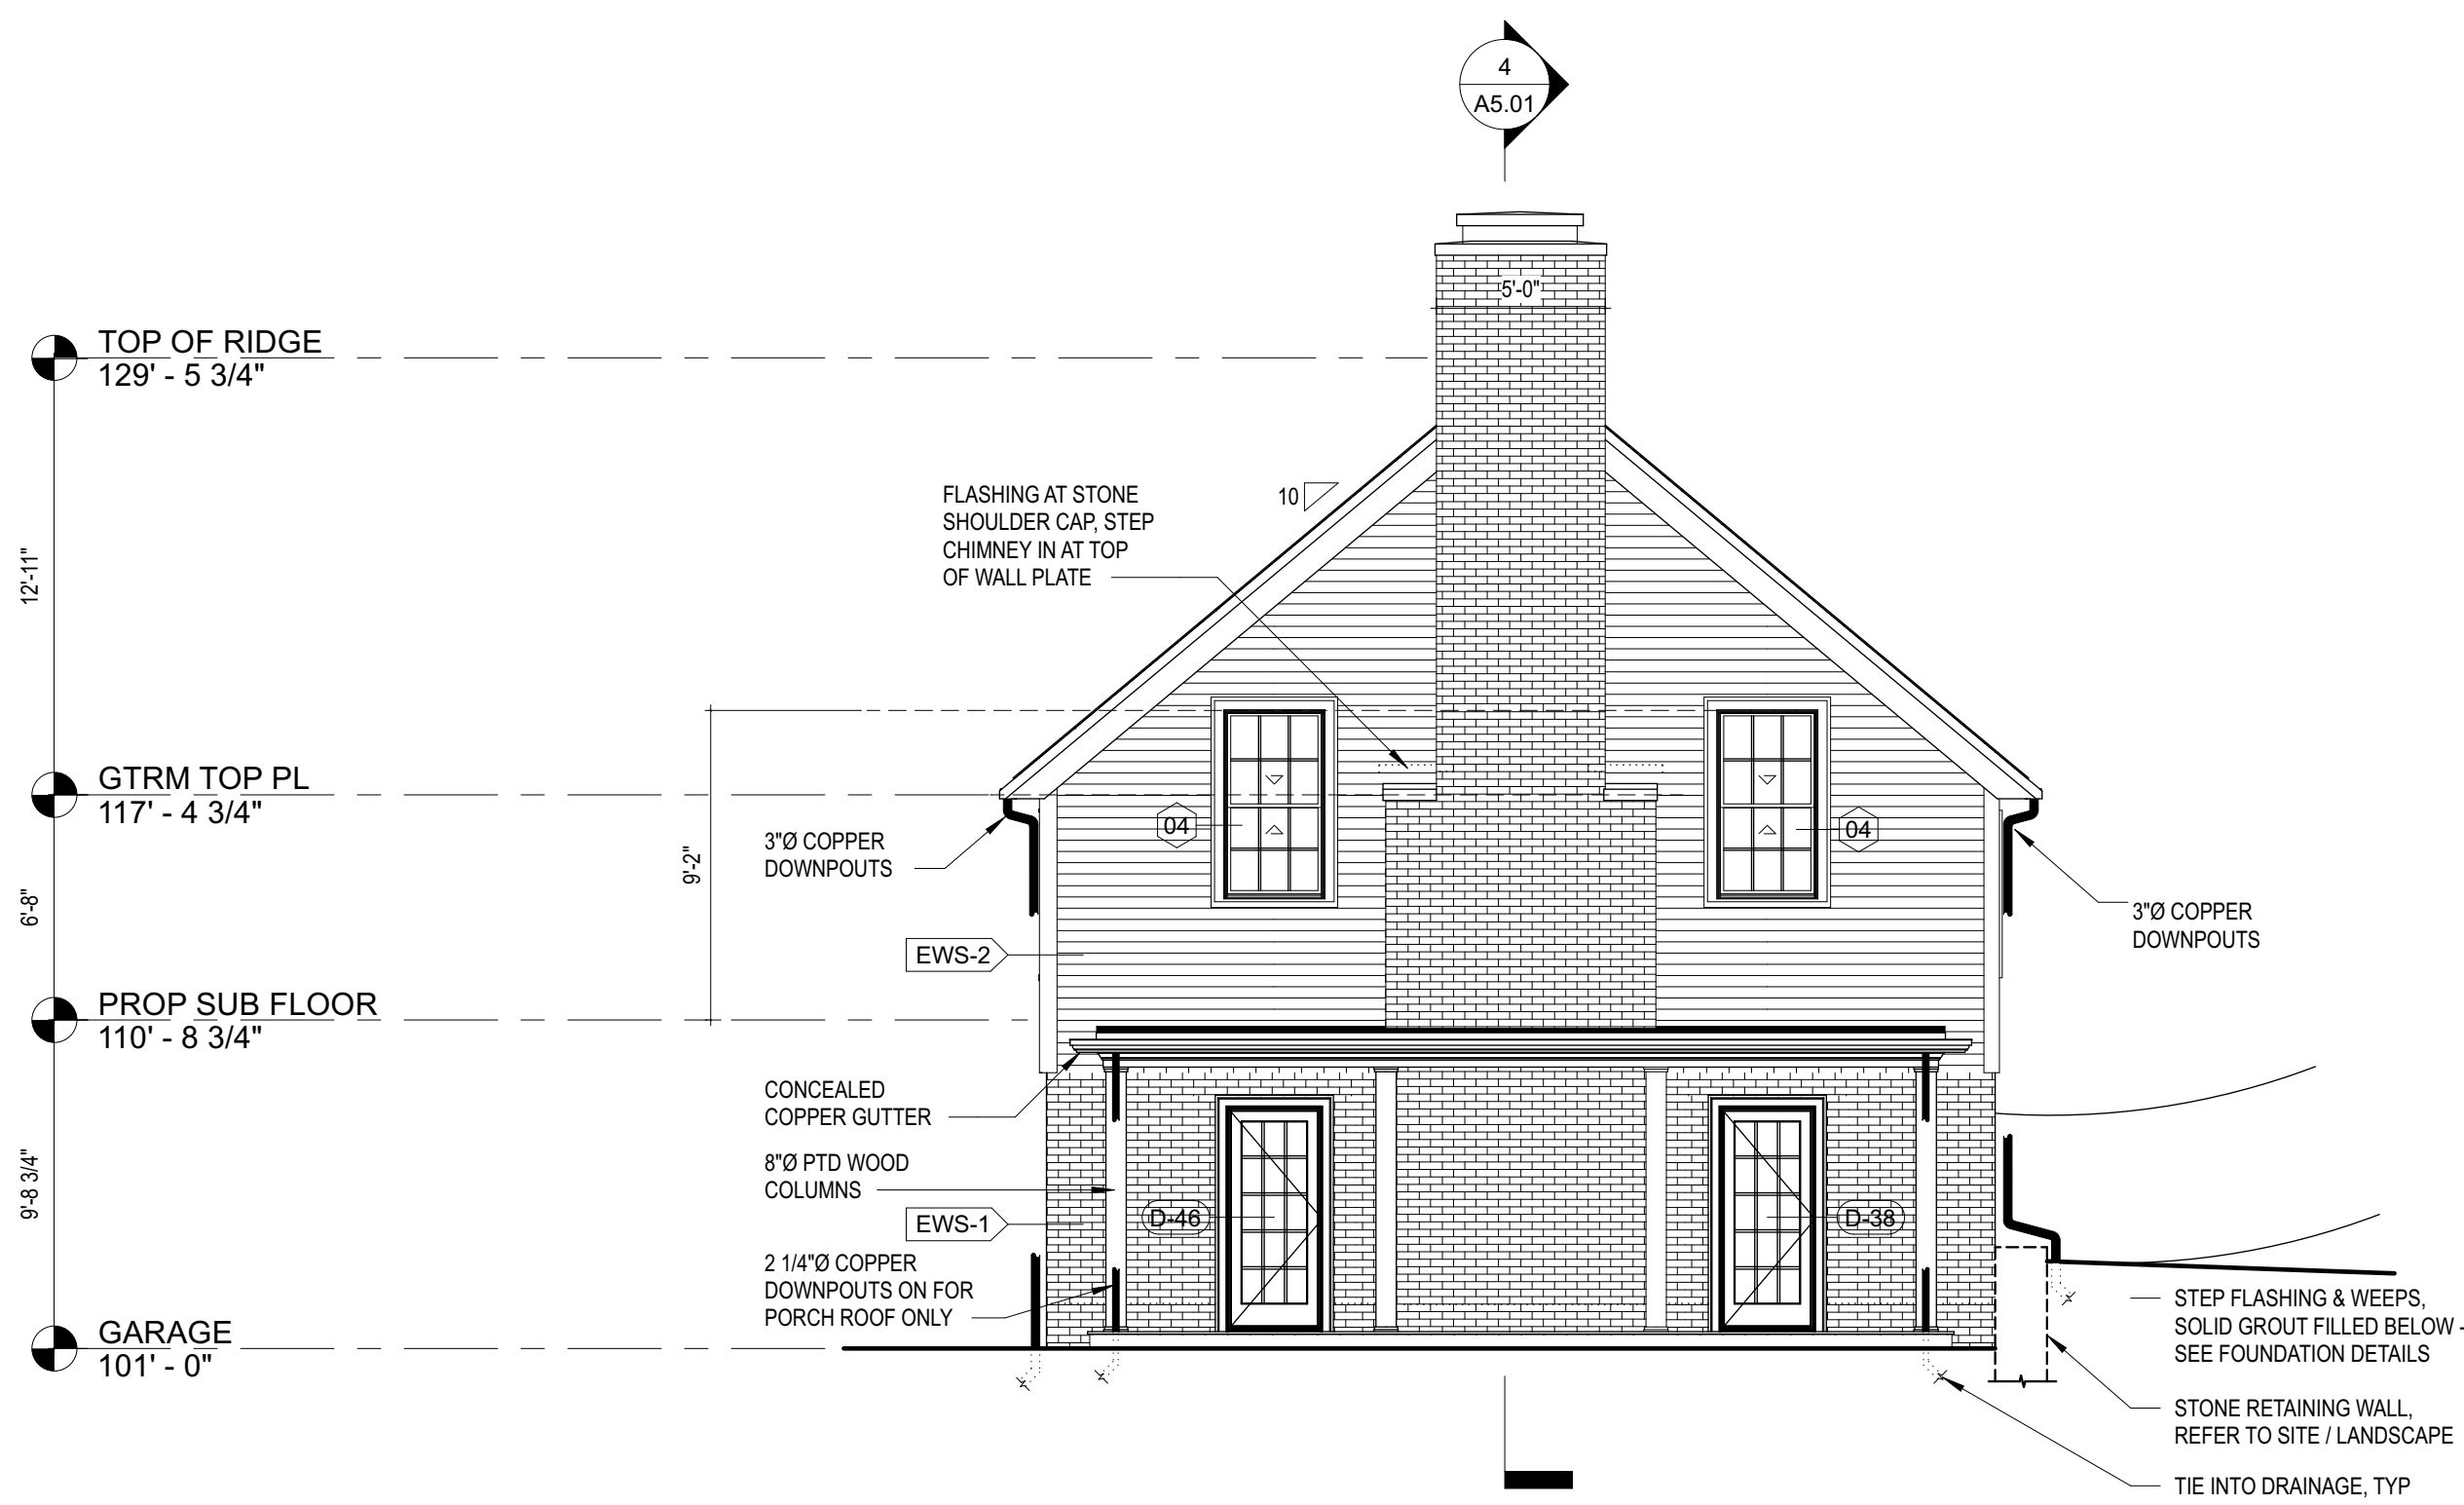 4
A5.01
5'-0"
TOP OF RIDGE
129' - 5 3/4"
12'-11"
FLASHING AT STONE
SHOULDER CAP, STEP
CHIMNEY IN AT TOP
OF WALL PLATE
10
GTRM TOP PL
117' - 4 3/4"
6'-8"
9'-2"
3"Ø COPPER
DOWNPOUTS
04
04
3"Ø COPPER
DOWNPOUTS
EWS-2
PROP SUB FLOOR
110' - 8 3/4"
9'-8 3/4"
CONCEALED
COPPER GUTTER
8"Ø PTD WOOD
COLUMNS
EWS-1
D-46
D-38
2 1/4"Ø COPPER
DOWNPOUTS ON FOR
PORCH ROOF ONLY
GARAGE
101' - 0"
STEP FLASHING & WEEPS,
SOLID GROUT FILLED BELOW -
SEE FOUNDATION DETAILS
STONE RETAINING WALL,
REFER TO SITE / LANDSCAPE
TIE INTO DRAINAGE, TYP